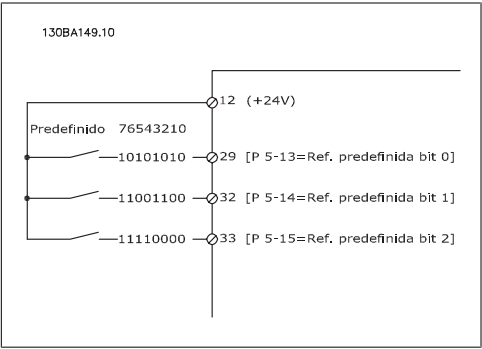 130BA149.10
12 (+24V)
Predefinido 76543210
10101010 29 [P 5-13=Ref. predefinida bit 0]
11001100 32 [P 5-14=Ref. predefinida bit 1]
11110000 33 [P 5-15=Ref. predefinida bit 2]